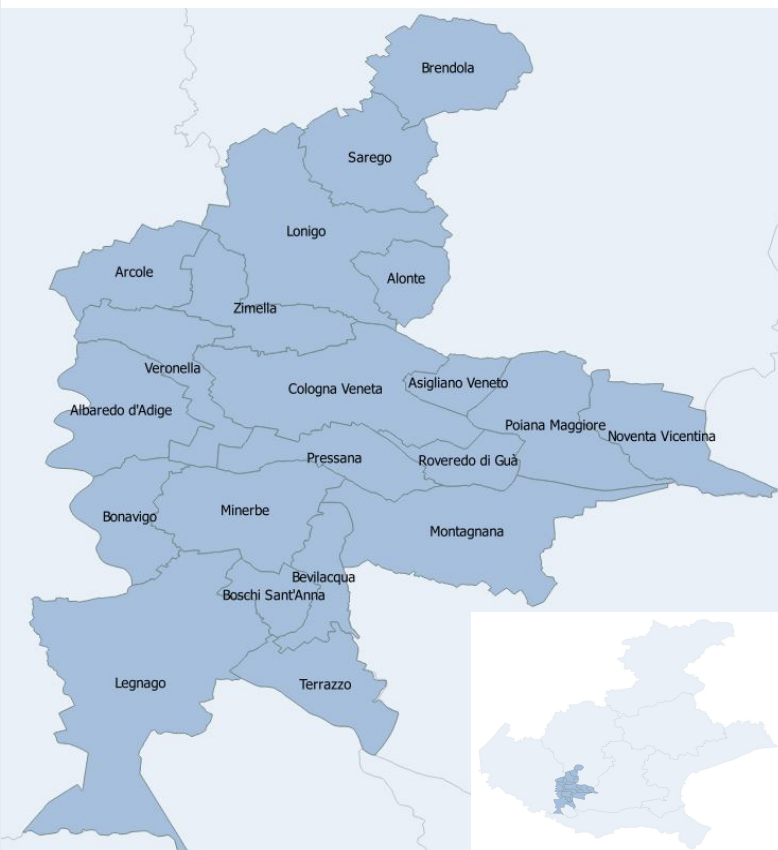 Brendola
Sarego
Lonigo
Arcole
Alonte
Zimella
Veronella
Cologna Veneta
Asigliano Veneto
Albaredo d'Adige
Poiana Maggiore
Noventa Vicentina
Pressana
Roveredo di Guà
Bonavigo
Minerbe
Montagnana
Bevilacqua
Boschi Sant'Anna
Legnago
Terrazzo